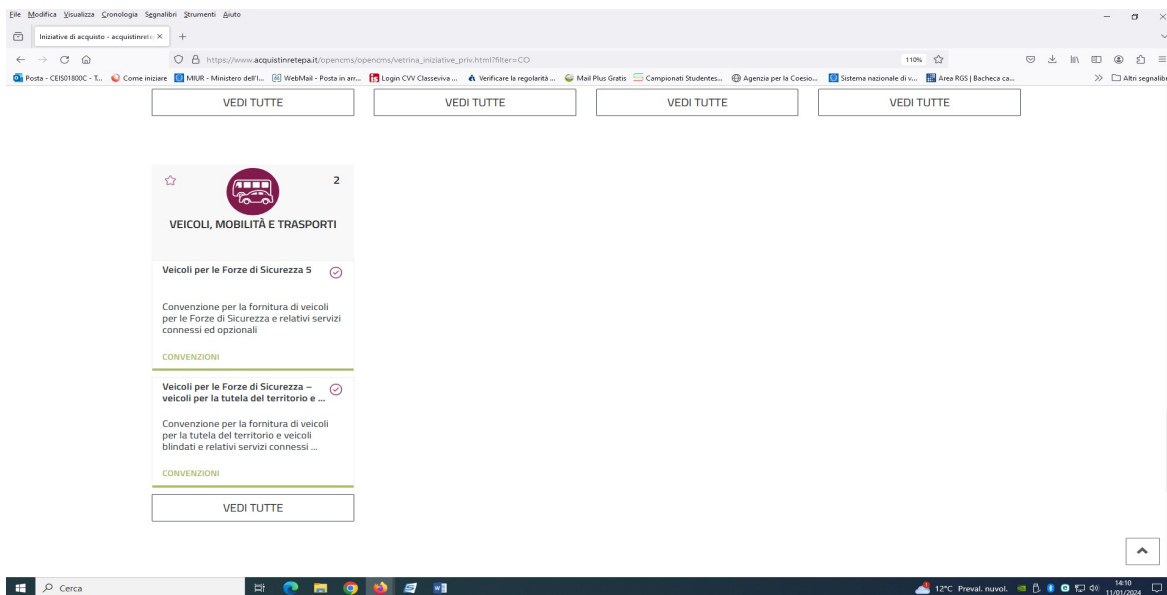 File Modifica Visualizza Cronologia Segnalibri Strumenti Aiuto
Iniziative di acquisto - acquistinrete
https://www.acquistinretepa.it/opencms/opencms/vetrina_iniziative_priv.html?filter=CO
110%
Posta - CEIS01800C - T... Come iniziare MIUR - Ministero dell'I... WebMail - Posta in arr... Login CVV Classeviva ... Verificare la regolarità ... Mail Plus Gratis Campionati Studentes... Agenzia per la Coesio... Sistema nazionale di v... Area RGS | Bacheca ca... Altri segnalibri
VEDI TUTTE VEDI TUTTE VEDI TUTTE VEDI TUTTE
2
VEICOLI, MOBILITÀ E TRASPORTI
Veicoli per le Forze di Sicurezza 5
Convenzione per la fornitura di veicoli
per le Forze di Sicurezza e relativi servizi
connessi ed opzionali
CONVENZIONI
Veicoli per le Forze di Sicurezza –
veicoli per la tutela del territorio e ...
Convenzione per la fornitura di veicoli
per la tutela del territorio e veicoli
blindati e relativi servizi connessi ...
CONVENZIONI
VEDI TUTTE
Cerca
12°C Preval. nuvol.
14:10
11/01/2024